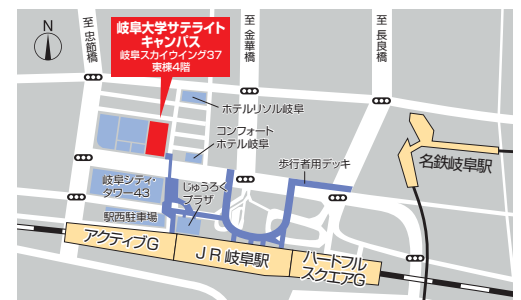 N
至忠節橋
岐阜大学サテライト
キャンパス
岐阜スカイウイング37
東棟4階
至金華橋
至長良橋
ホテルリソル岐阜
コンフォート
ホテル岐阜
歩行者用デッキ
名鉄岐阜駅
岐阜シティ・
タワー43
じゅうろく
プラザ
駅西駐車場
アクティブG
JR岐阜駅
ハートフル
スクエアG